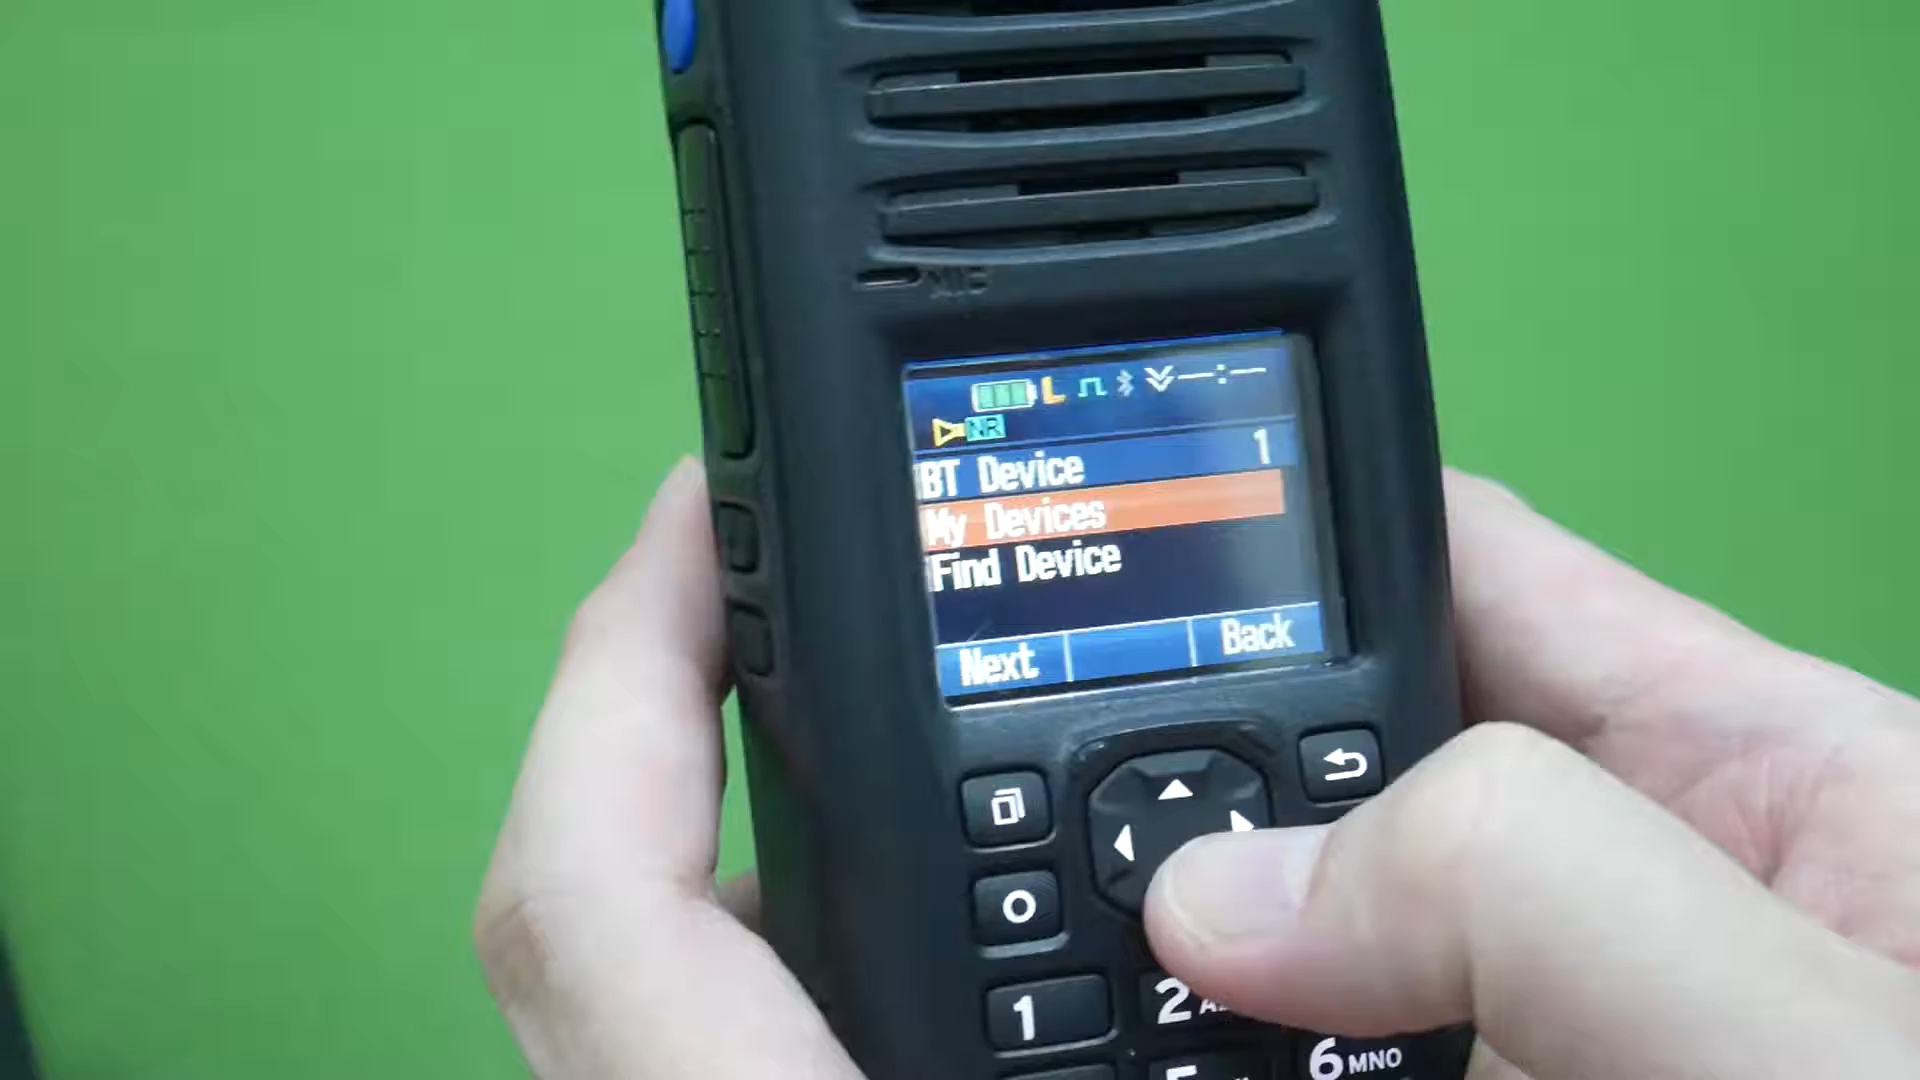 MIC
L
NR
BT Device 1
My Devices
Find Device
Next Back
1 2
6 MNO